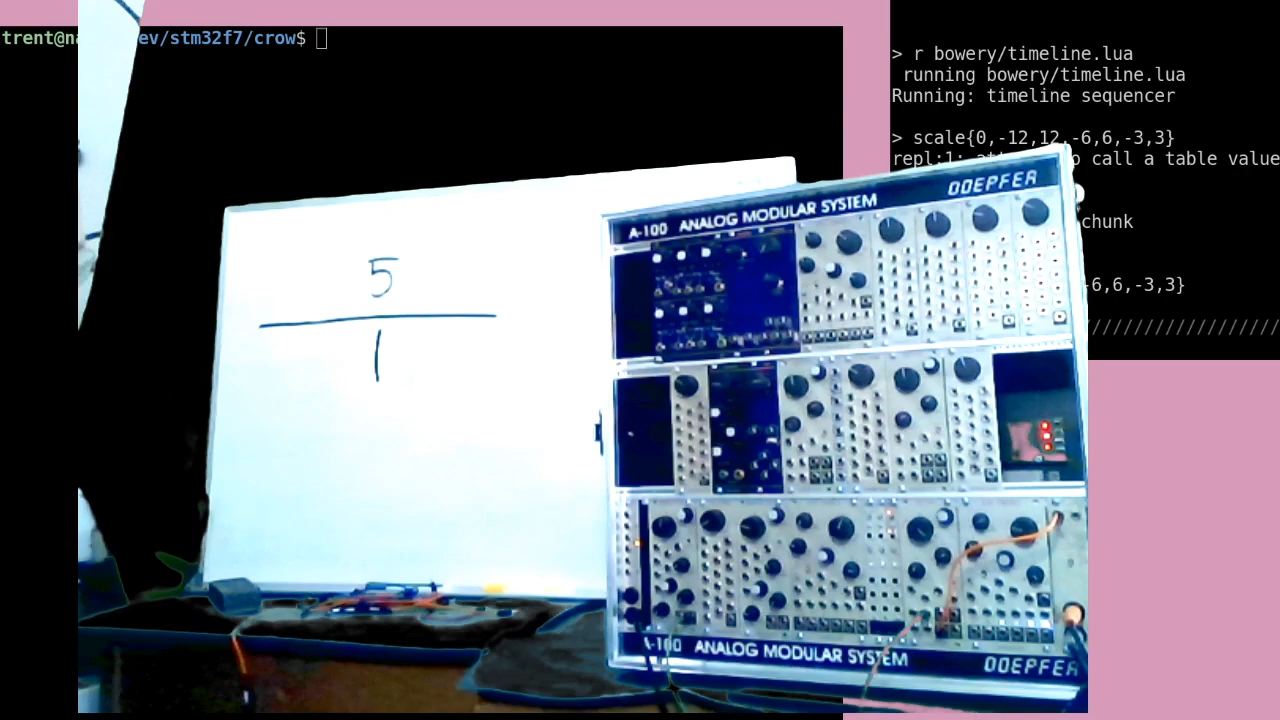 trent@na ev/stm32f7/crow$
> r bowery/timeline.lua
running bowery/timeline.lua
Running: timeline sequencer
> scale{0,-12,12,-6,6,-3,3}
repl:1: call a table value
chunk
-6,6,-3,3}
////////////////////
5
1
A-100 ANALOG MODULAR SYSTEM DOEPFER
A-100 ANALOG MODULAR SYSTEM DOEPFER